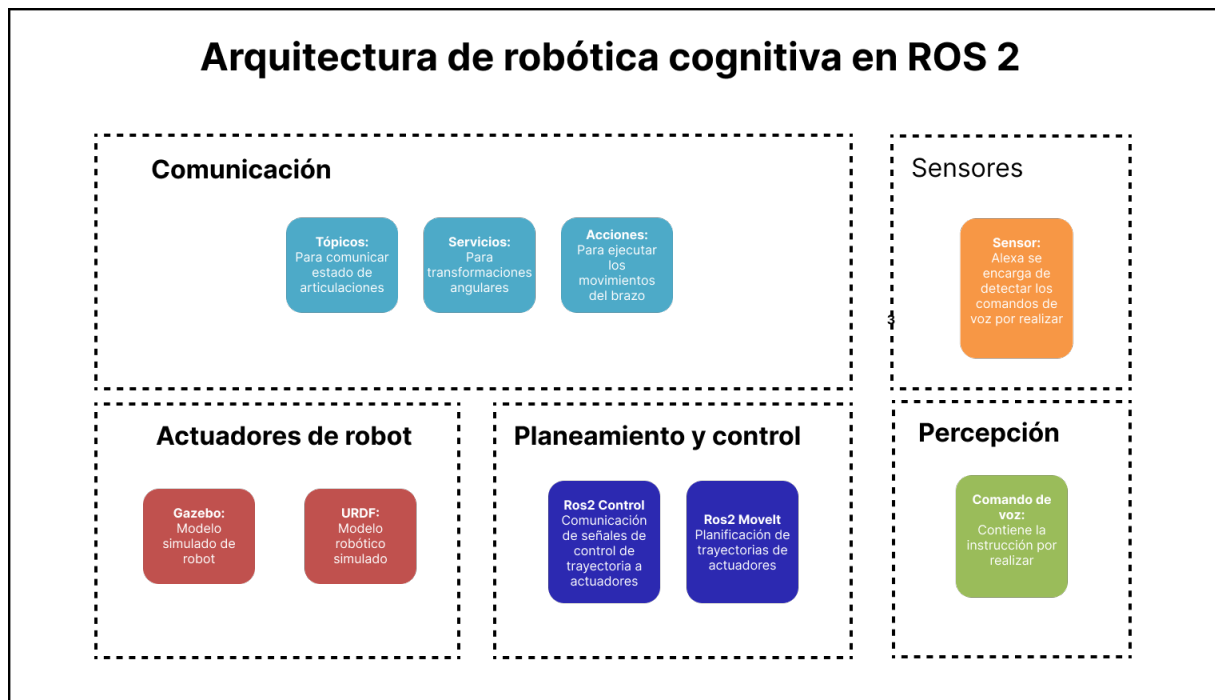 Arquitectura de robótica cognitiva en ROS 2
Comunicación
Tópicos:
Para comunicar
estado de
articulaciones
Servicios:
Para
transformaciones
angulares
Acciones:
Para ejecutar
los
movimientos
del brazo
Sensores
Sensor:
Alexa se
encarga de
detectar los
comandos de
voz por realizar
3
Actuadores de robot
Gazebo:
Modelo
simulado de
robot
URDF:
Modelo
robótico
simulado
Planeamiento y control
Ros2 Control
Comunicación
de señales de
control de
trayectoria a
actuadores
Ros2 MoveIt
Planificación de
trayectorias de
actuadores
Percepción
Comando de
voz:
Contiene la
instrucción por
realizar